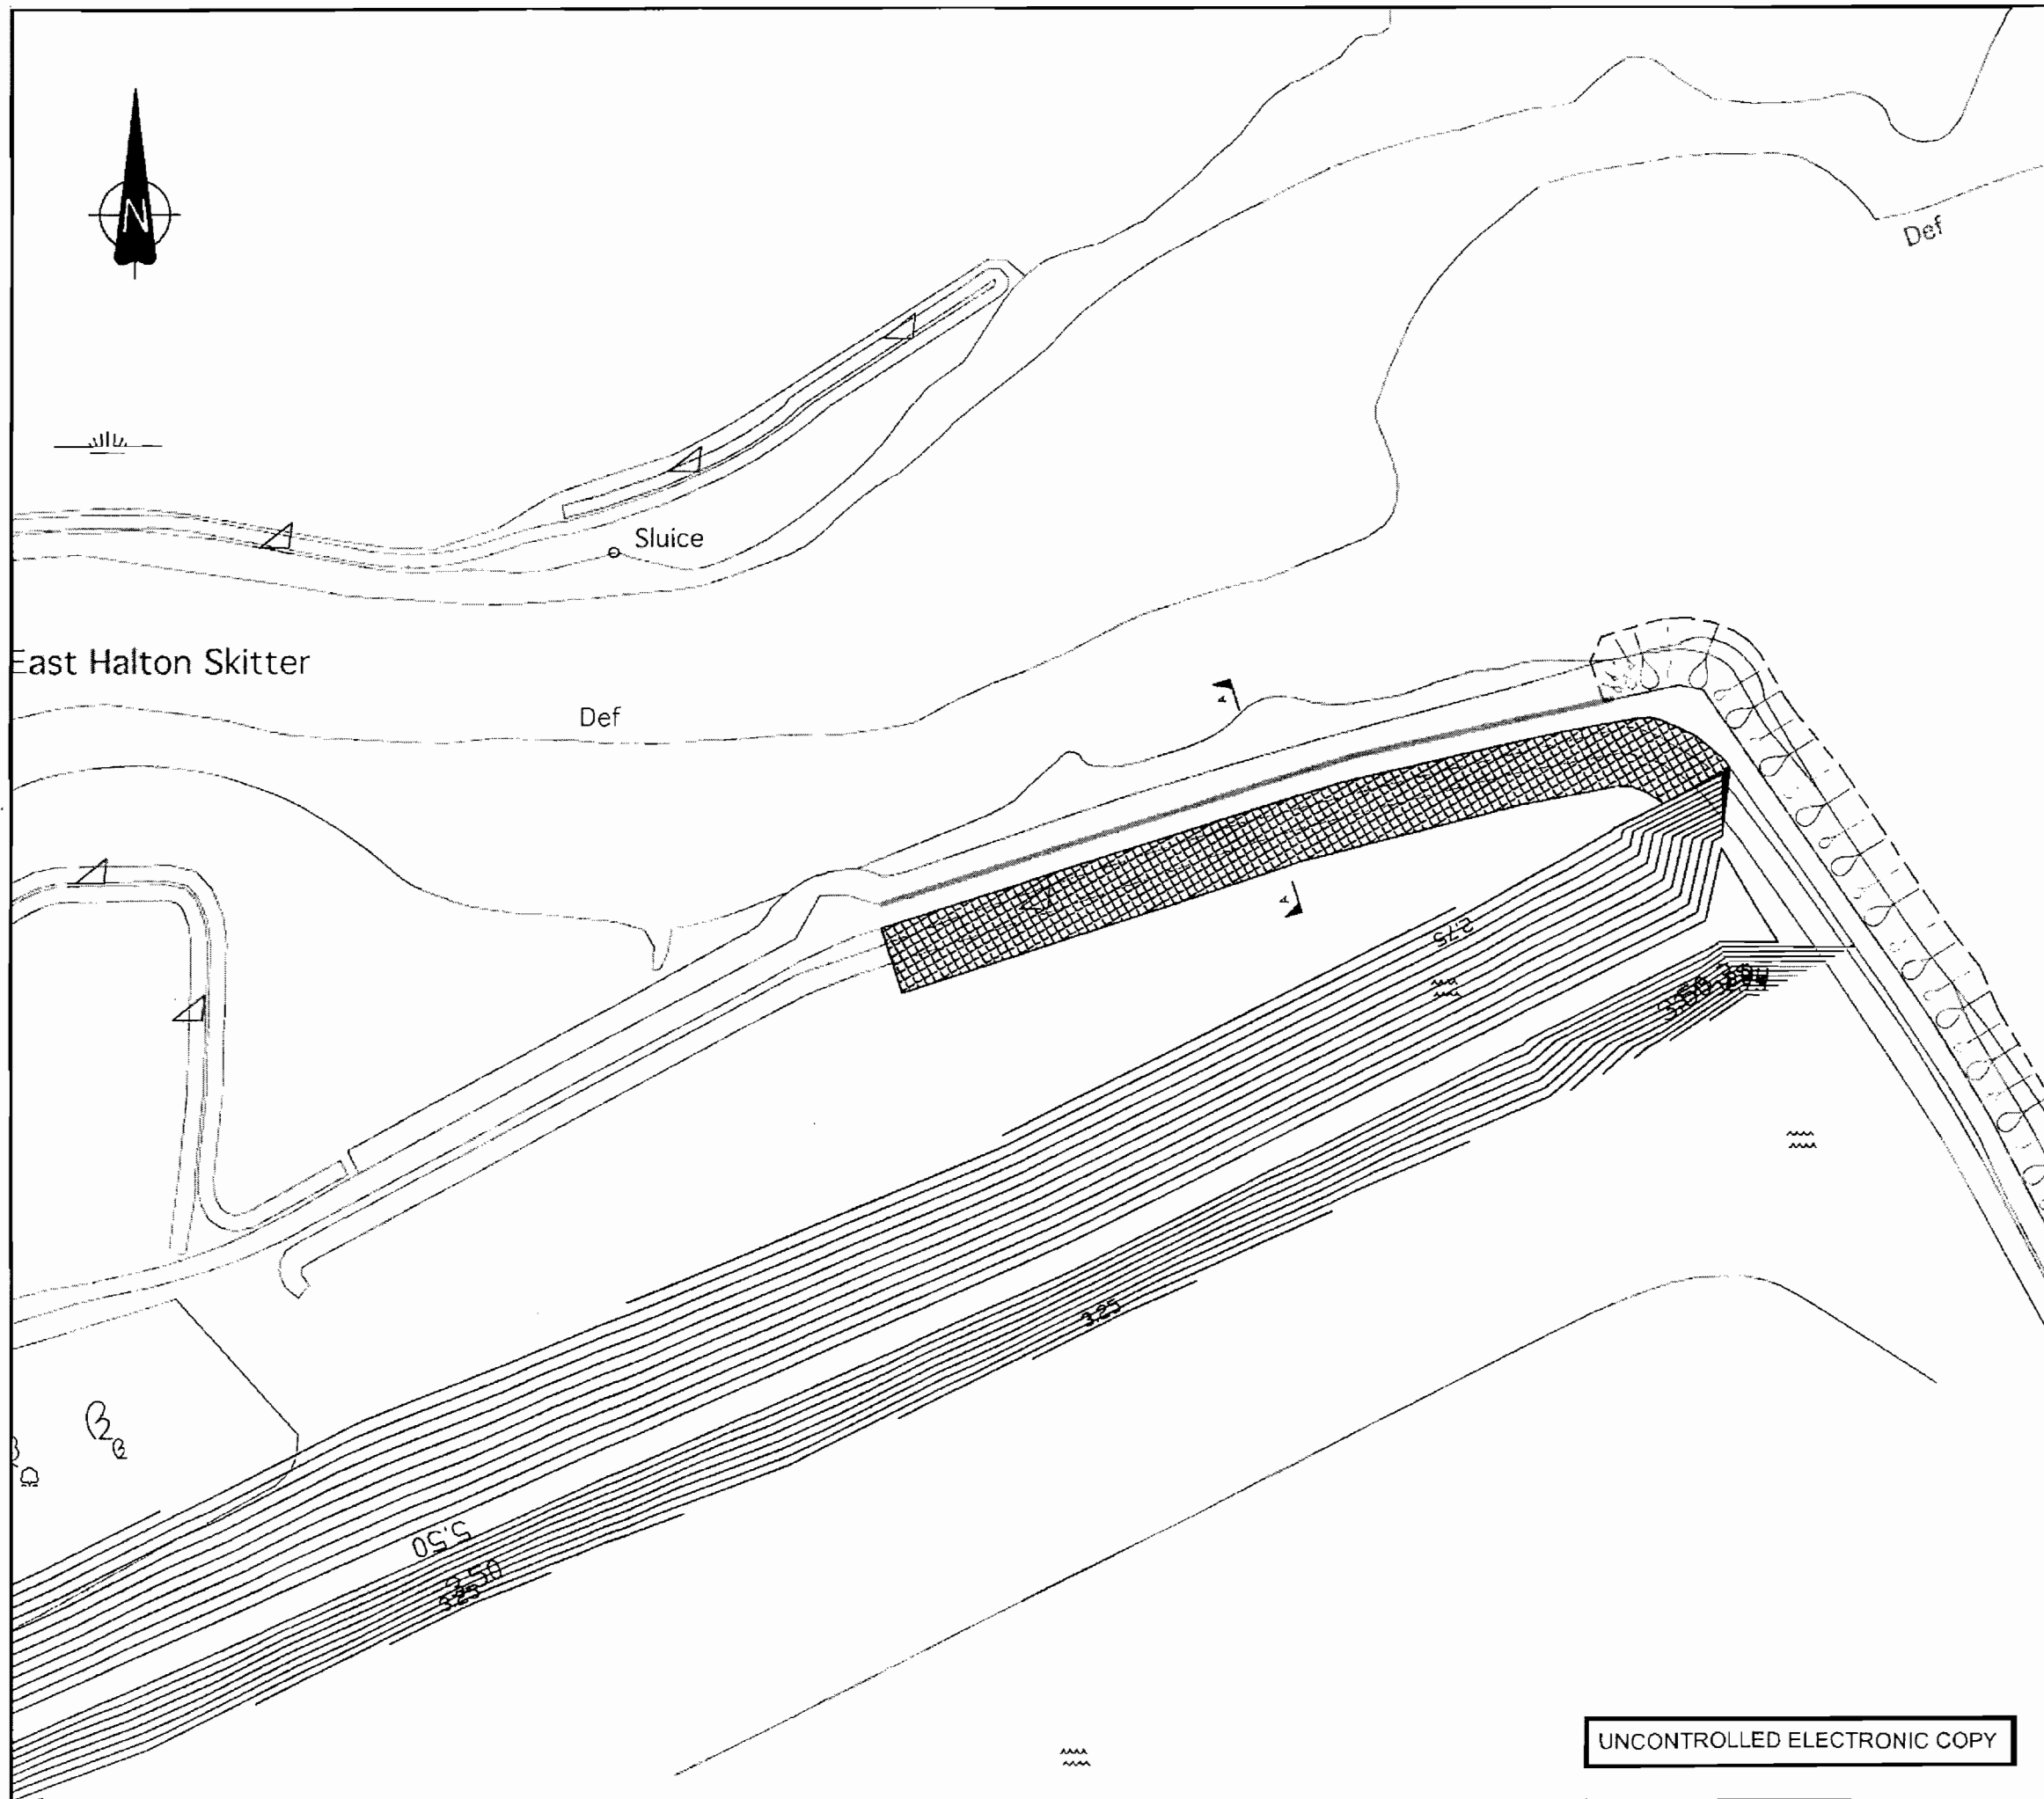 N
Def
Sluice
East Halton Skitter
A
Def
A
2.75
3.25
5.50
3.50
3.25
UNCONTROLLED ELECTRONIC COPY